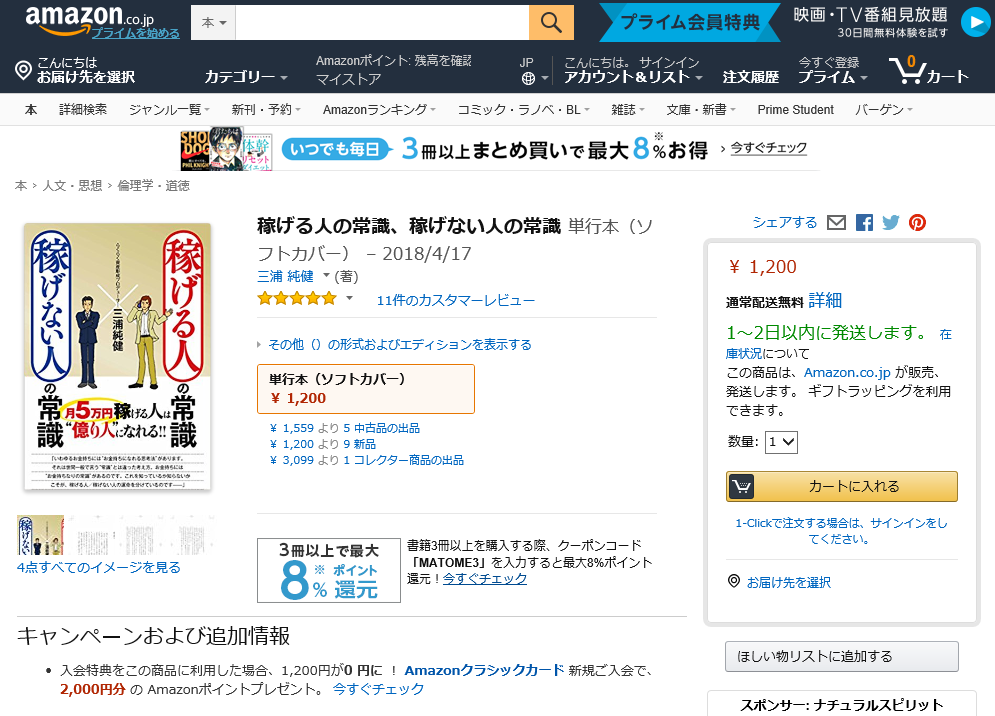 amazon.co.jp
プライムを始める
本
プライム会員特典
映画・TV番組見放題
30日間無料体験を試す
こんにちは
お届け先を選択
カテゴリー
Amazonポイント: 残高を確認
マイストア
JP
こんにちは。 サインイン
アカウント&リスト
注文履歴
今すぐ登録
プライム
0
カート
本 詳細検索 ジャンル一覧 新刊・予約 Amazonランキング コミック・ラノベ・BL 雑誌 文庫・新書 Prime Student バーゲン
SHOE
DOG
PHIL KNIGHT
いつでも毎日 3冊以上まとめ買いで最大8%※お得 › 今すぐチェック
本 › 人文・思想 › 倫理学・道徳
稼げない人
稼げる人
三浦純健
の常識
の常識
月5万円稼げる人は
"億り人"になれる!!
稼げる人の常識、稼げない人の常識 単行本（ソ
フトカバー） – 2018/4/17
三浦 純健 (著)
11件のカスタマーレビュー
その他（）の形式およびエディションを表示する
単行本（ソフトカバー）
￥ 1,200
￥ 1,559 より 5 中古品の出品
￥ 1,200 より 9 新品
￥ 3,099 より 1 コレクター商品の出品
4点すべてのイメージを見る
3冊以上で最大
8%※ポイント還元
書籍3冊以上を購入する際、クーポンコード
「MATOME3」を入力すると最大8%ポイント
還元！今すぐチェック
シェアする
￥ 1,200
通常配送無料 詳細
1～2日以内に発送します。 在
庫状況について
この商品は、Amazon.co.jp が販売、
発送します。 ギフトラッピングを利用
できます。
数量: 1
カートに入れる
1-Clickで注文する場合は、サインインをし
てください。
お届け先を選択
ほしい物リストに追加する
スポンサー: ナチュラルスピリット
キャンペーンおよび追加情報
• 入会特典をこの商品に利用した場合、1,200円が0 円に ！ Amazonクラシックカード 新規ご入会で、
2,000円分 の Amazonポイントプレゼント。 今すぐチェック